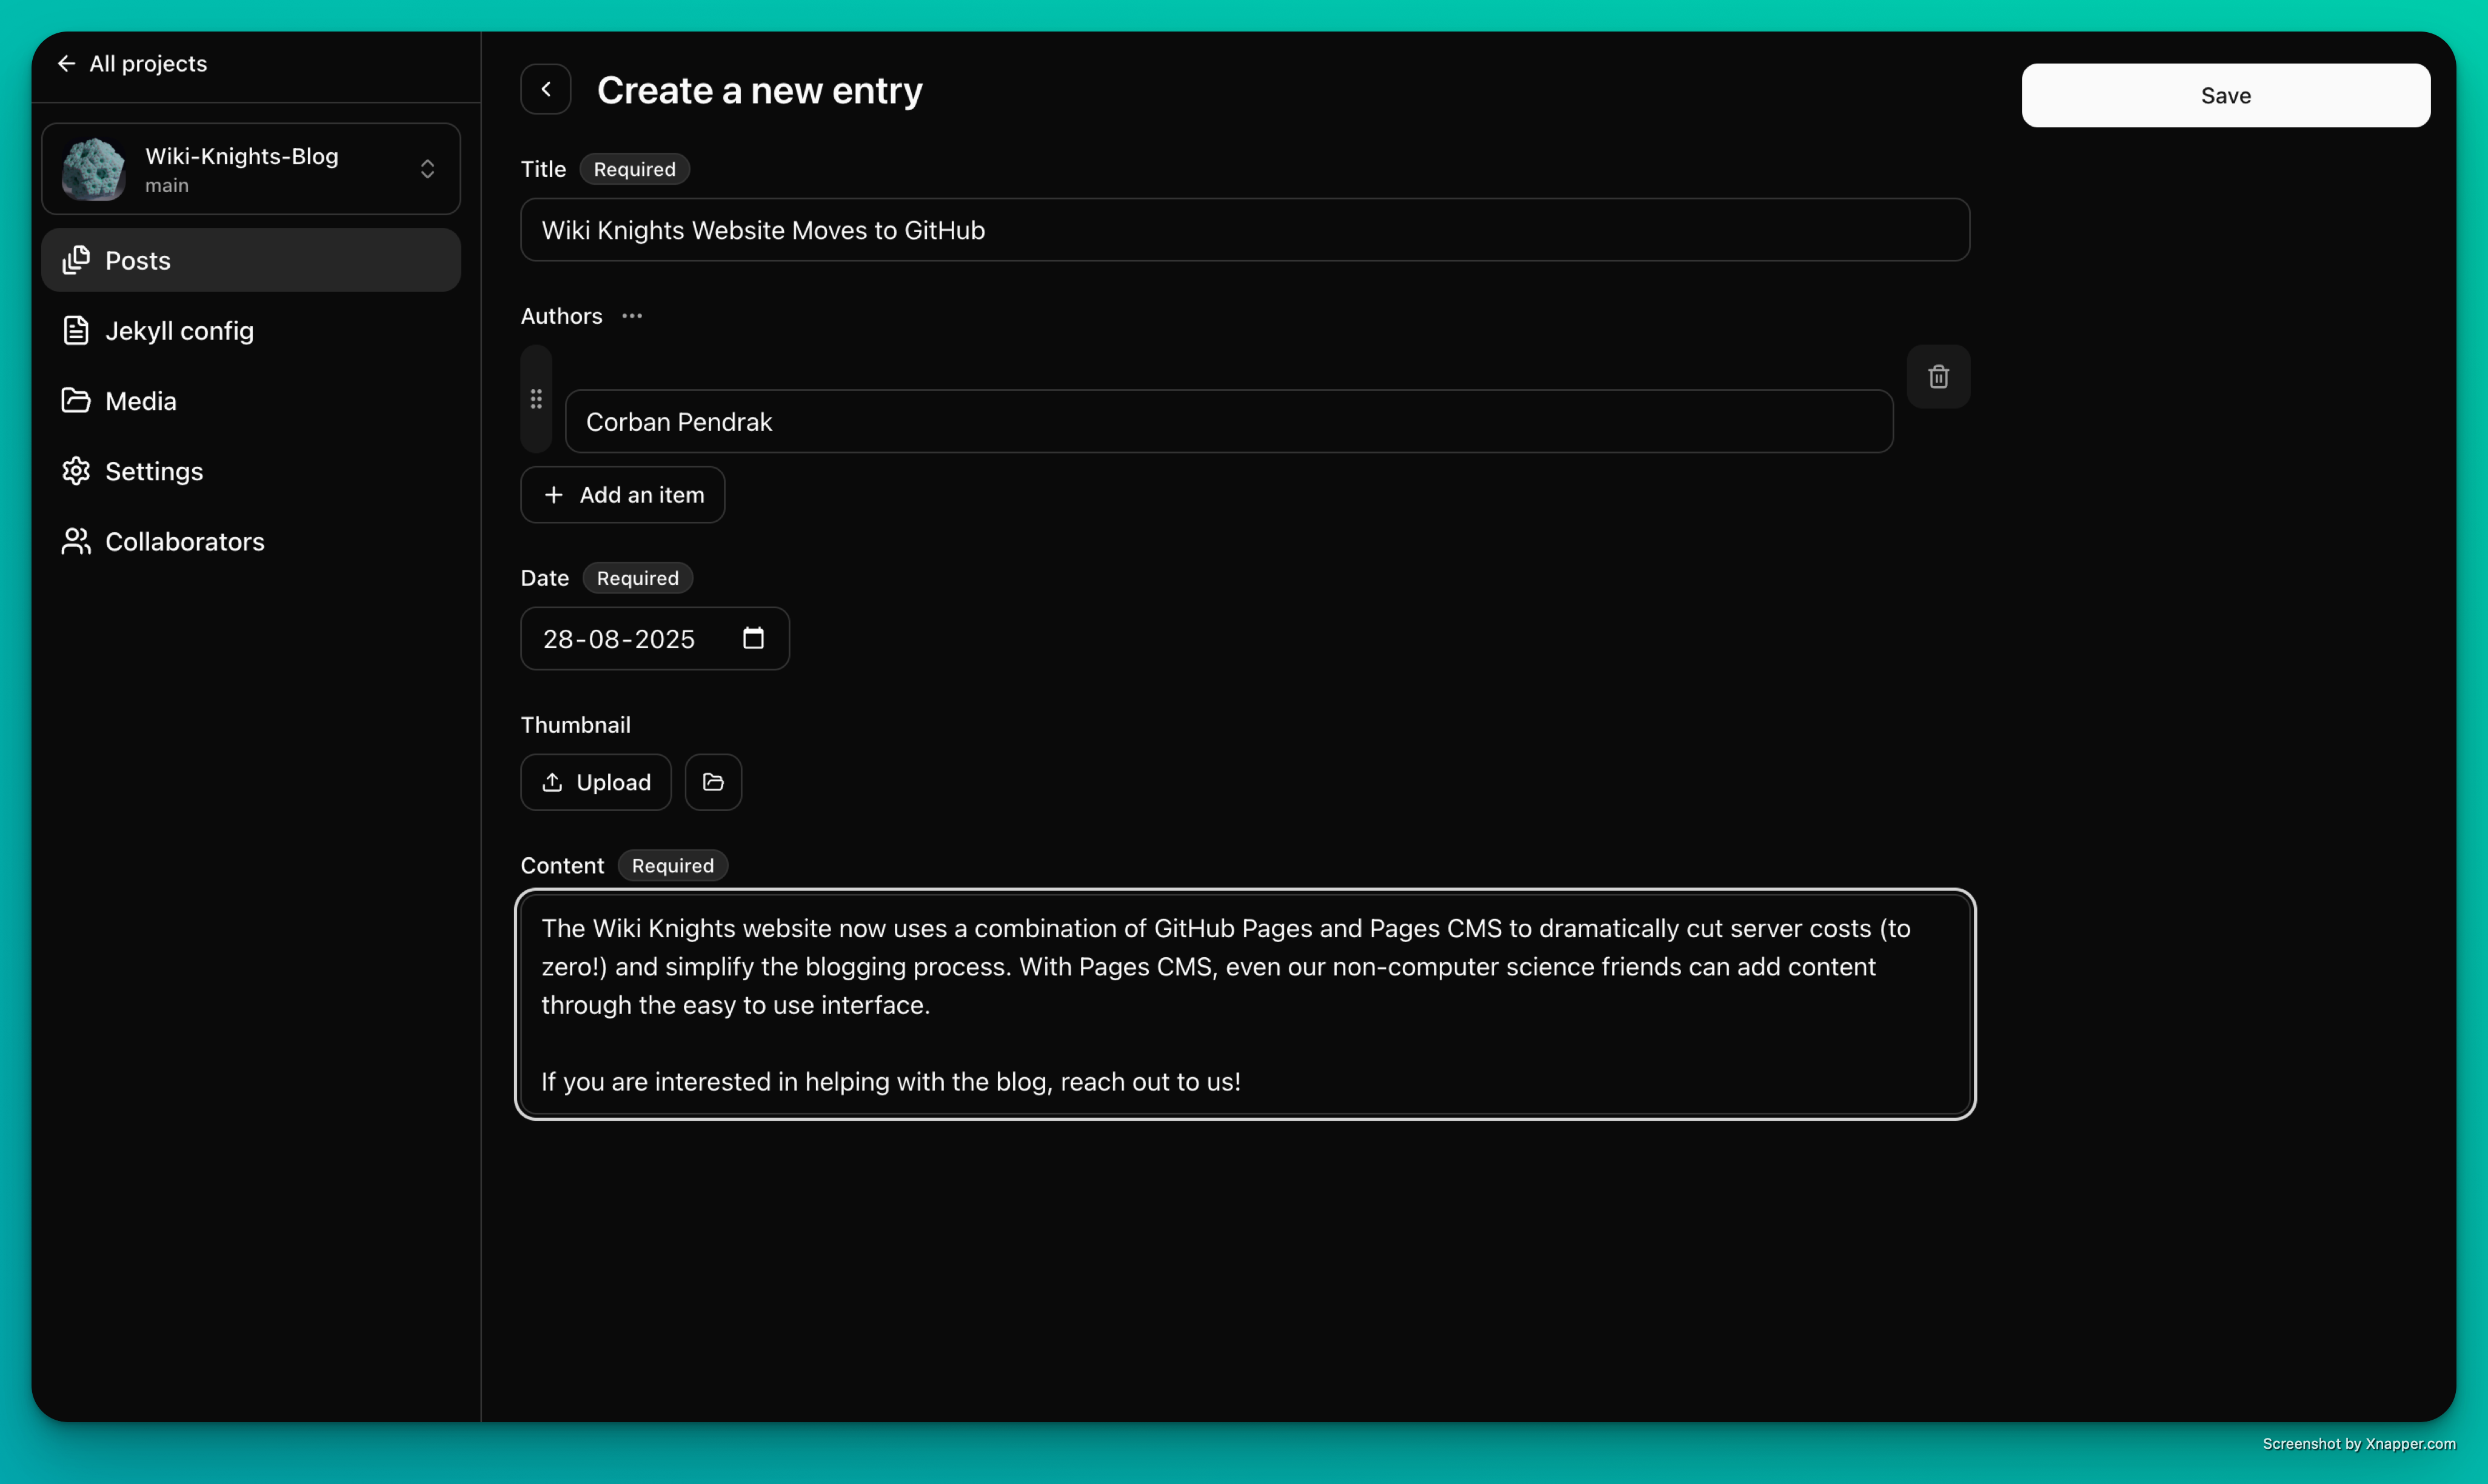 All projects
Wiki-Knights-Blog
main
Posts
Jekyll config
Media
Settings
Collaborators
Create a new entry
Save
Title Required
Wiki Knights Website Moves to GitHub
Authors
Corban Pendrak
Add an item
Date Required
28-08-2025
Thumbnail
Upload
Content Required
The Wiki Knights website now uses a combination of GitHub Pages and Pages CMS to dramatically cut server costs (to
zero!) and simplify the blogging process. With Pages CMS, even our non-computer science friends can add content
through the easy to use interface.
If you are interested in helping with the blog, reach out to us!
Screenshot by Xnapper.com